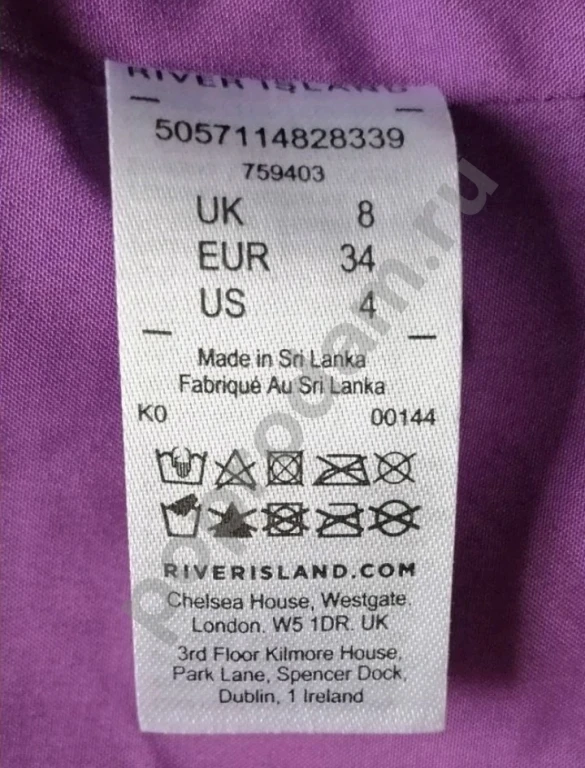 RIVER ISLAND
5057114828339
759403
UK 8
EUR 34
US 4
Made in Sri Lanka
Fabriqué Au Sri Lanka
K0 00144
RIVERISLAND.COM
Chelsea House, Westgate.
London. W5 1DR. UK
3rd Floor Kilmore House,
Park Lane, Spencer Dock,
Dublin, 1 Ireland